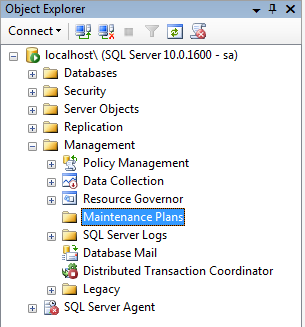 Object Explorer
Connect
localhost\ (SQL Server 10.0.1600 - sa)
Databases
Security
Server Objects
Replication
Management
Policy Management
Data Collection
Resource Governor
Maintenance Plans
SQL Server Logs
Database Mail
Distributed Transaction Coordinator
Legacy
SQL Server Agent